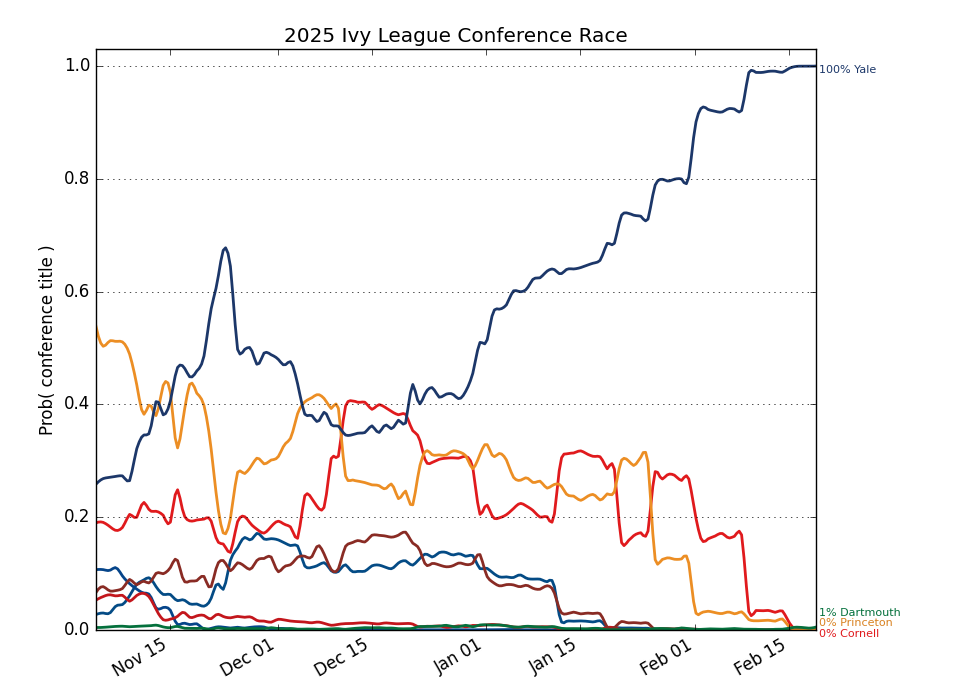 2025 Ivy League Conference Race
Prob( conference title )
1.0
0.8
0.6
0.4
0.2
0.0
100% Yale
1% Dartmouth
0% Princeton
0% Cornell
Nov 15
Dec 01
Dec 15
Jan 01
Jan 15
Feb 01
Feb 15